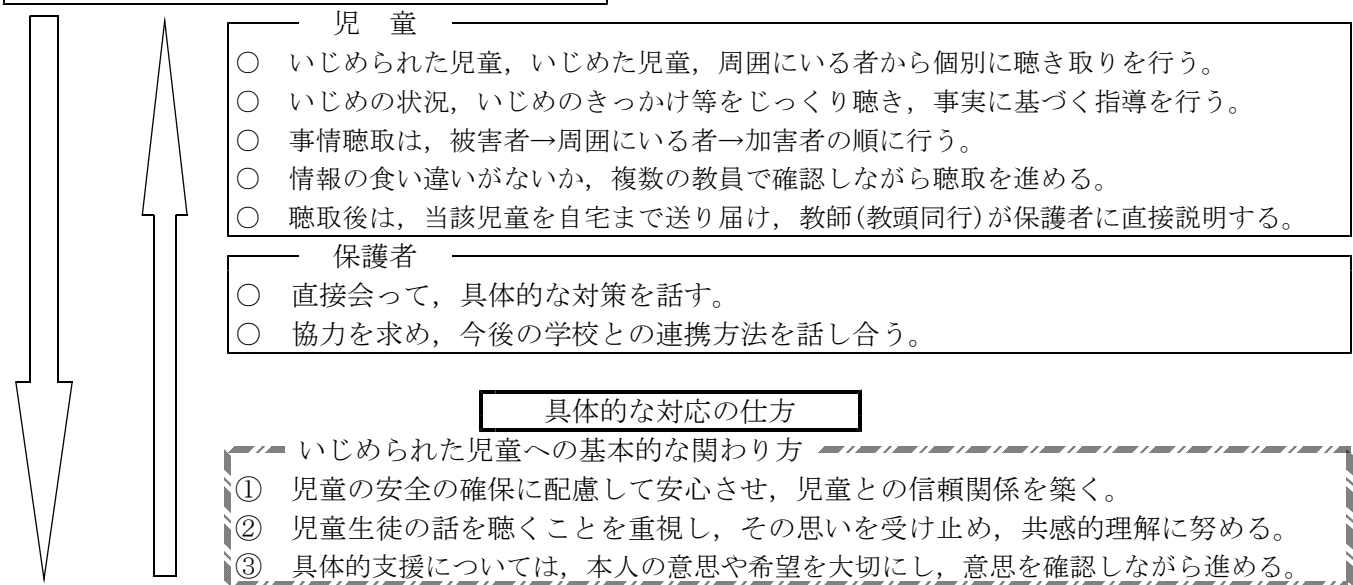 児　童
○　いじめられた児童，いじめた児童，周囲にいる者から個別に聴き取りを行う。
○　いじめの状況，いじめのきっかけ等をじっくり聴き，事実に基づく指導を行う。
○　事情聴取は，被害者→周囲にいる者→加害者の順に行う。
○　情報の食い違いがないか，複数の教員で確認しながら聴取を進める。
○　聴取後は，当該児童を自宅まで送り届け，教師(教頭同行)が保護者に直接説明する。
保護者
○　直接会って，具体的な対策を話す。
○　協力を求め，今後の学校との連携方法を話し合う。
具体的な対応の仕方
いじめられた児童への基本的な関わり方
①　児童の安全の確保に配慮して安心させ，児童との信頼関係を築く。
②　児童生徒の話を聴くことを重視し，その思いを受け止め，共感的理解に努める。
③　具体的支援については，本人の意思や希望を大切にし，意思を確認しながら進める。